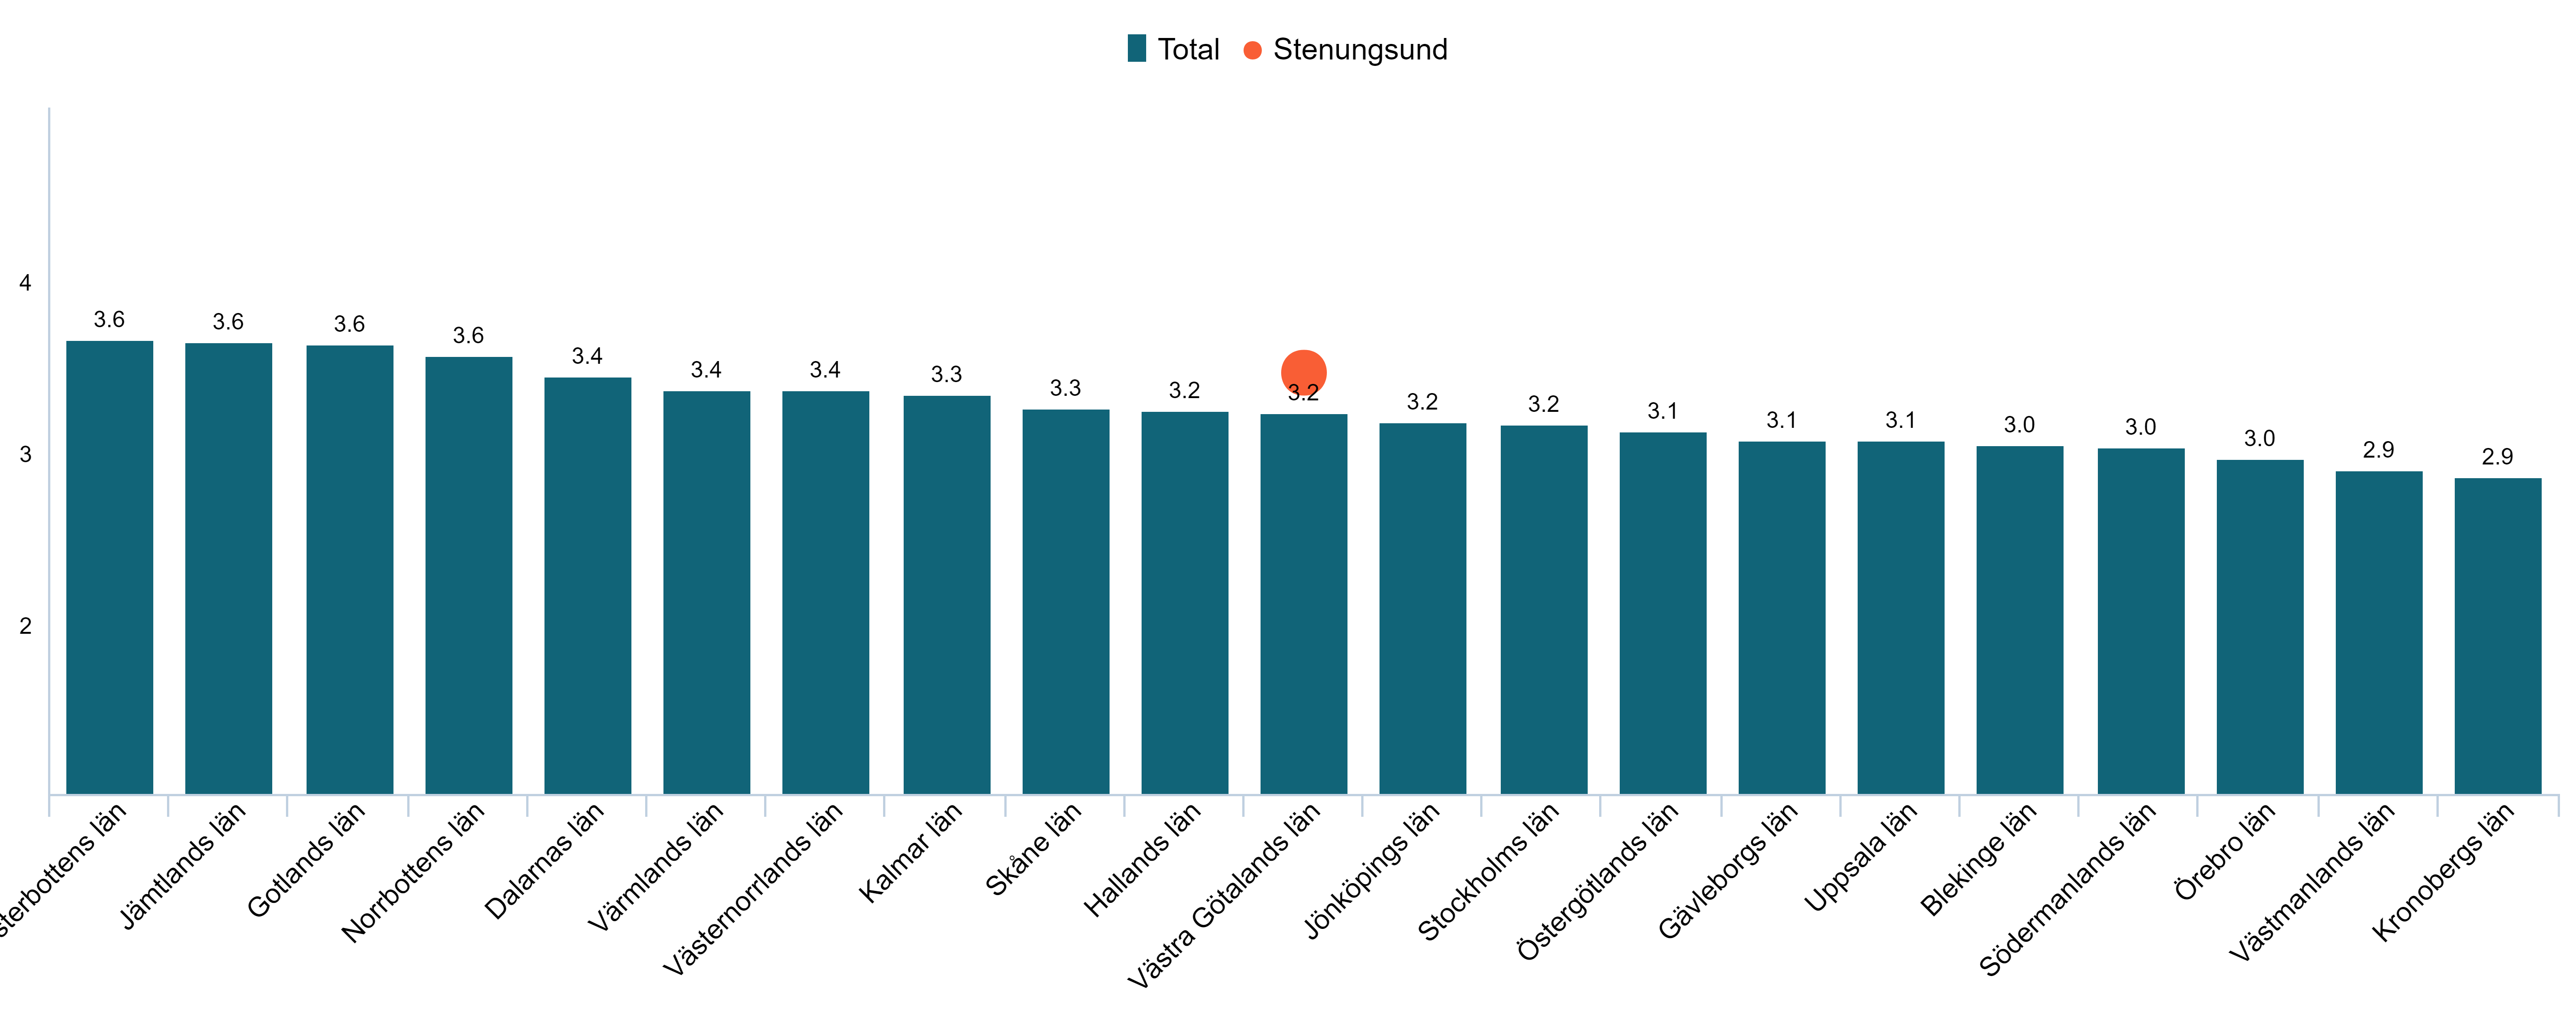 Total Stenungsund
4
3
2
3.6 3.6 3.6 3.6 3.4 3.4 3.4 3.3 3.3 3.2 3.2 3.2 3.2 3.1 3.1 3.1 3.0 3.0 3.0 2.9 2.9
sterbottens län
Jämtlands län
Gotlands län
Norrbottens län
Dalarnas län
Värmlands län
Västernorrlands län
Kalmar län
Skåne län
Hallands län
Västra Götalands län
Jönköpings län
Stockholms län
Östergötlands län
Gävleborgs län
Uppsala län
Blekinge län
Södermanlands län
Örebro län
Västmanlands län
Kronobergs län